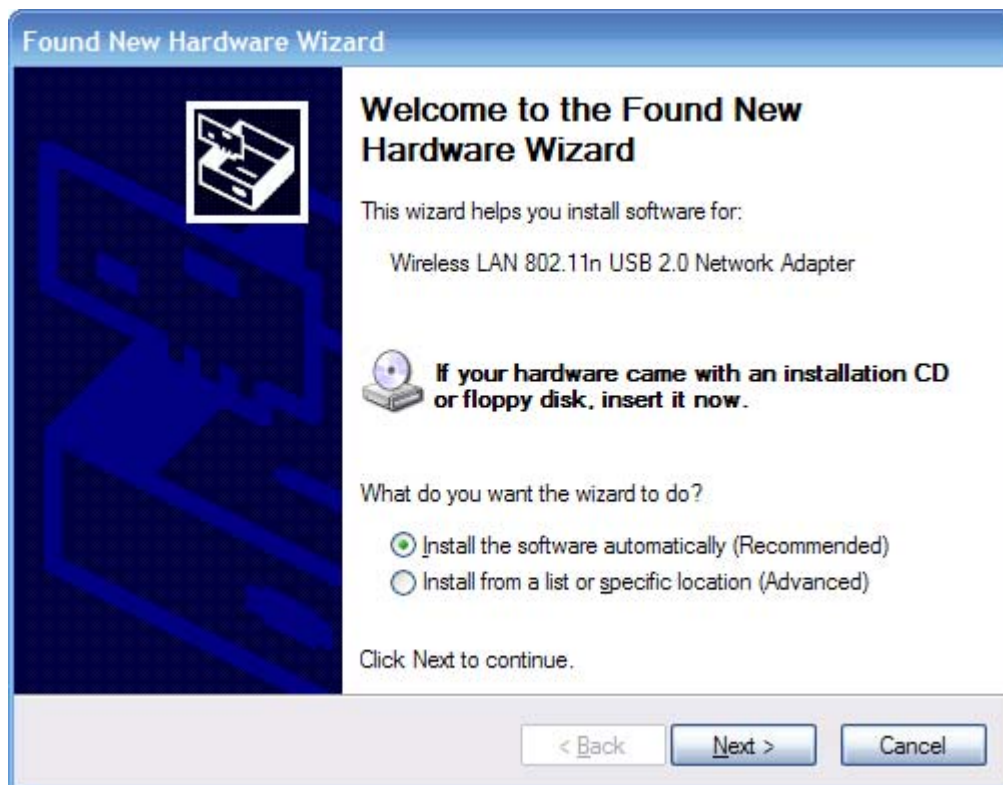 Found New Hardware Wizard
Welcome to the Found New
Hardware Wizard
This wizard helps you install software for:
Wireless LAN 802.11n USB 2.0 Network Adapter
If your hardware came with an installation CD
or floppy disk, insert it now.
What do you want the wizard to do?
Install the software automatically (Recommended)
Install from a list or specific location (Advanced)
Click Next to continue.
< Back
Next >
Cancel